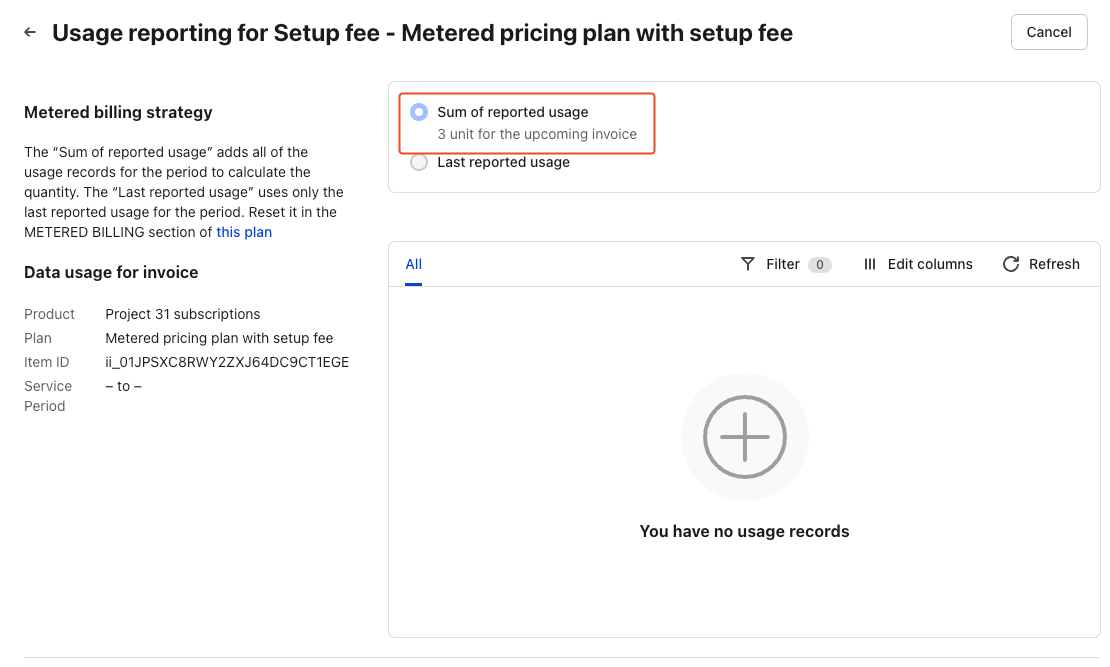 Usage reporting for Setup fee - Metered pricing plan with setup fee
Cancel
Metered billing strategy
The “Sum of reported usage” adds all of the
usage records for the period to calculate the
quantity. The “Last reported usage” uses only the
last reported usage for the period. Reset it in the
METERED BILLING section of this plan
Data usage for invoice
Product Project 31 subscriptions
Plan Metered pricing plan with setup fee
Item ID ii_01JPSXC8RWY2ZXJ64DC9CT1EGE
Service Period – to –
Sum of reported usage
3 unit for the upcoming invoice
Last reported usage
All Filter 0 Edit columns Refresh
You have no usage records